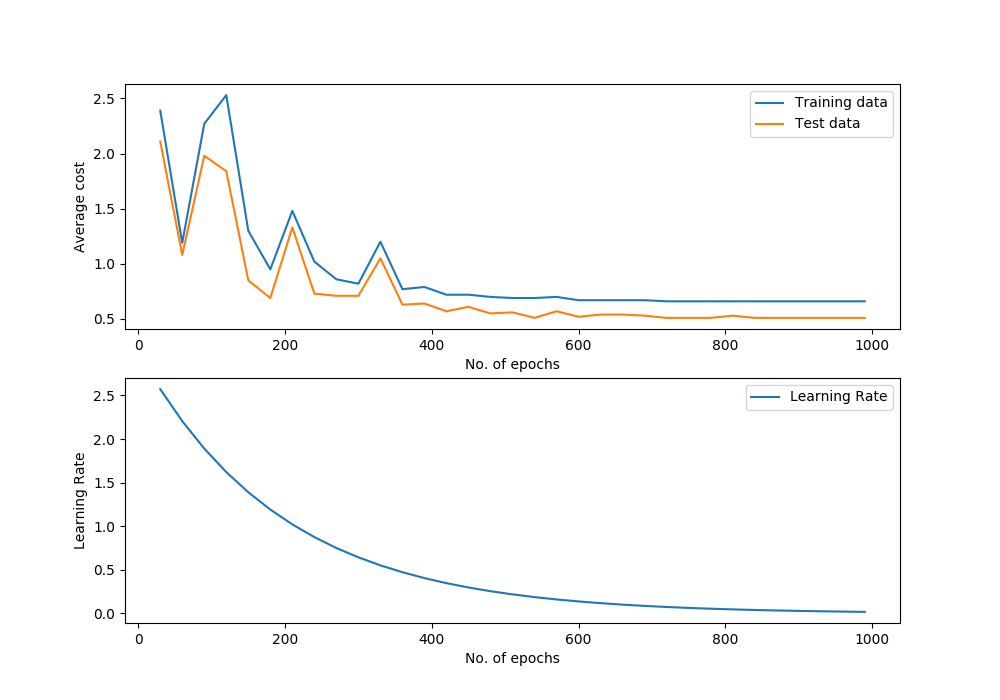 2.5
2.0
1.5
1.0
0.5
Average cost
Training data
Test data
0 200 400 600 800 1000
No. of epochs
2.5
2.0
1.5
1.0
0.5
0.0
Learning Rate
Learning Rate
0 200 400 600 800 1000
No. of epochs